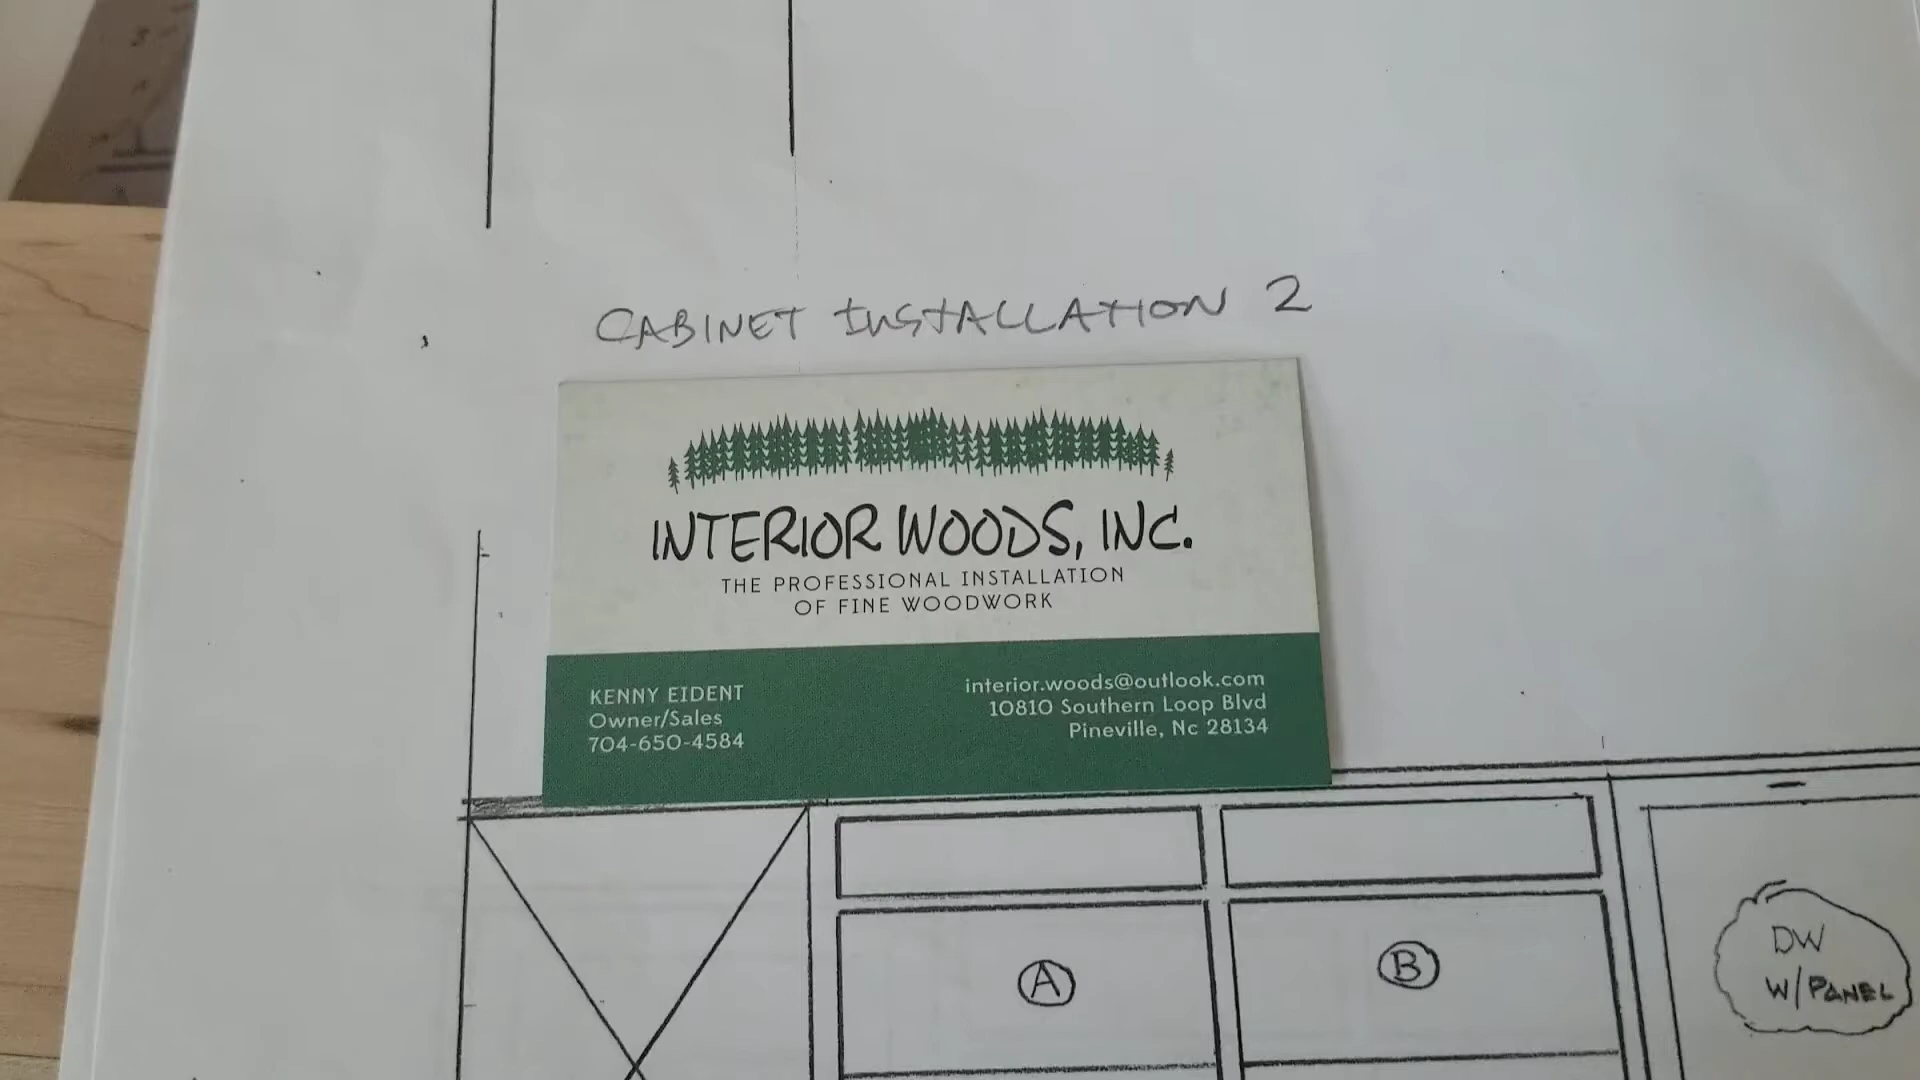 CABINET INSTALLATION 2
INTERIOR WOODS, INC.
THE PROFESSIONAL INSTALLATION
OF FINE WOODWORK
KENNY EIDENT
Owner/Sales
704-650-4584
interior.woods@outlook.com
10810 Southern Loop Blvd
Pineville, Nc 28134
A
B
DW
W/PANEL